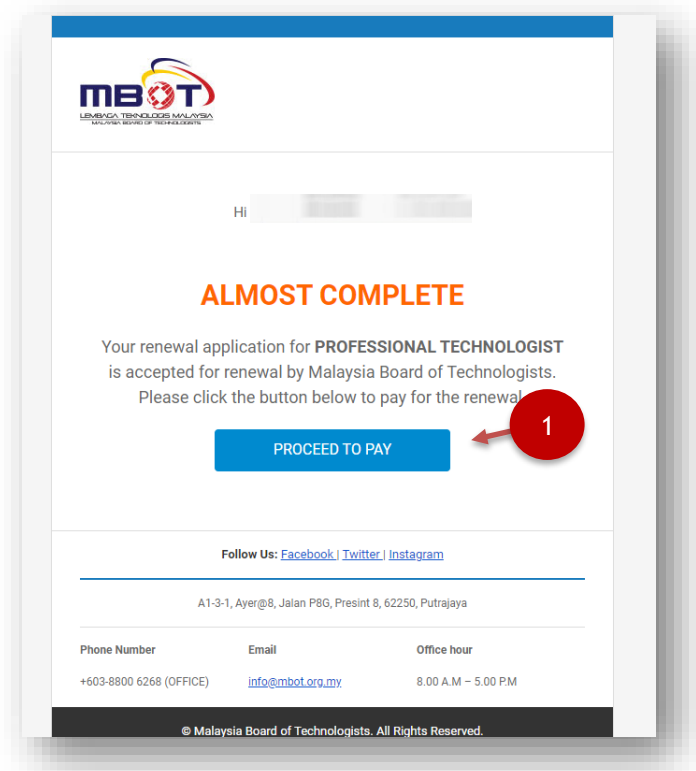 MBOT
LEMBAGA TEKNOLOGIS MALAYSIA
MALAYSIA BOARD OF TECHNOLOGISTS
Hi
ALMOST COMPLETE
Your renewal application for PROFESSIONAL TECHNOLOGIST
is accepted for renewal by Malaysia Board of Technologists.
Please click the button below to pay for the renewal
1
PROCEED TO PAY
Follow Us: Facebook | Twitter | Instagram
A1-3-1, Ayer@8, Jalan P8G, Presint 8, 62250, Putrajaya
Phone Number Email Office hour
+603-8800 6268 (OFFICE) info@mbot.org.my 8.00 A.M – 5.00 P.M
© Malaysia Board of Technologists. All Rights Reserved.